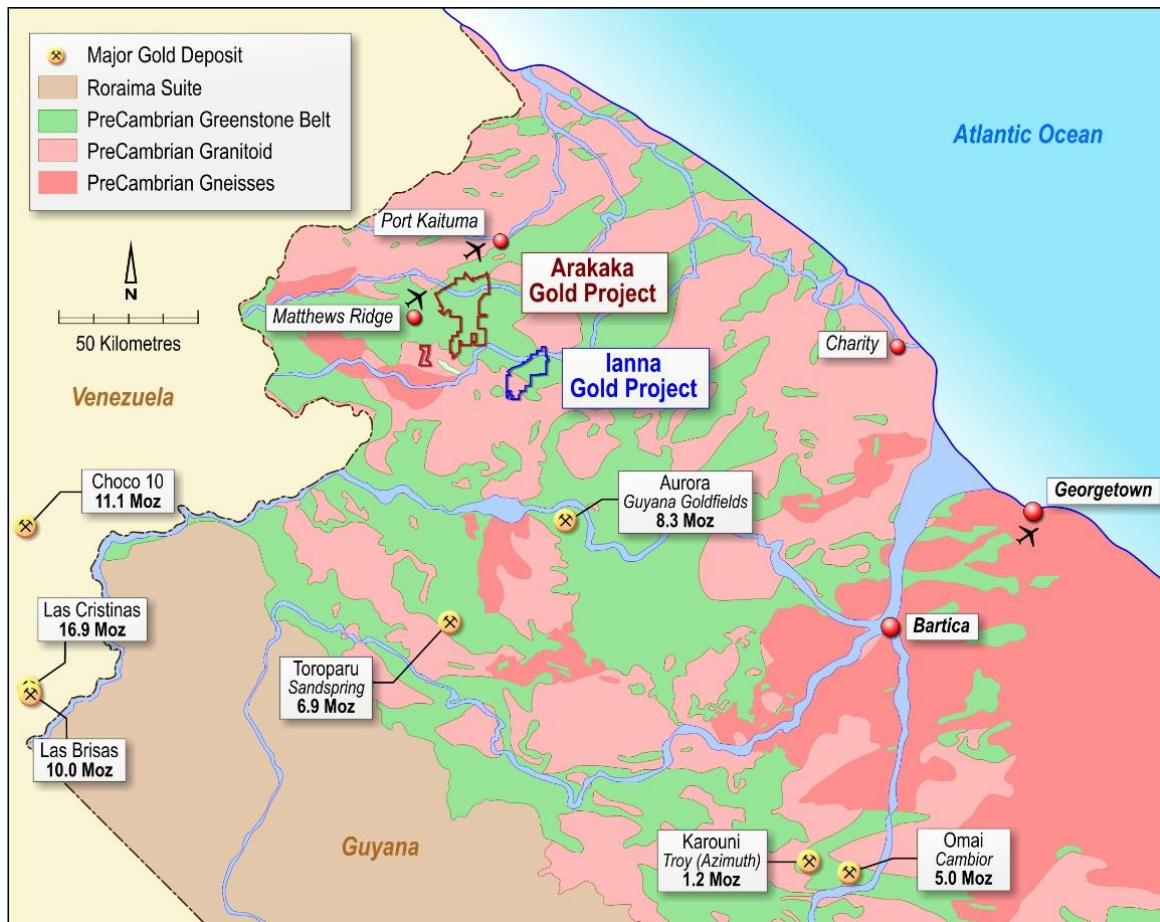 Major Gold Deposit
Roraima Suite
PreCambrian Greenstone Belt
PreCambrian Granitoid
PreCambrian Gneisses
N
50 Kilometres
Atlantic Ocean
Port Kaituma
Arakaka
Gold Project
Matthews Ridge
Ianna
Gold Project
Charity
Venezuela
Choco 10
11.1 Moz
Aurora
Guyana Goldfields
8.3 Moz
Georgetown
Las Cristinas
16.9 Moz
Bartica
Toroparu
Sandspring
6.9 Moz
Las Brisas
10.0 Moz
Guyana
Karouni
Troy (Azimuth)
1.2 Moz
Omai
Cambior
5.0 Moz